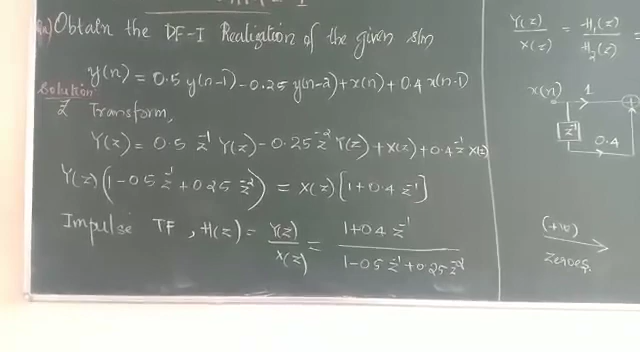 Obtain the DF-I Realization of the given s/m
y(n) = 0.5 y(n-1) - 0.25 y(n-2) + x(n) + 0.4 x(n-1)
Solution
Z Transform,
Y(z) = 0.5 z⁻¹ Y(z) - 0.25 z⁻² Y(z) + X(z) + 0.4 z⁻¹ X(z)
Y(z)(1 - 0.5 z⁻¹ + 0.25 z⁻²) = X(z)[1 + 0.4 z⁻¹]
Impulse TF, H(z) = Y(z)/X(z) = 1+0.4 z⁻¹/1-0.5 z⁻¹+0.25 z⁻²
Y(z)/X(z) = H₁(z)/H₂(z) =
x(n) 1 +
z⁻¹ 0.4
(+ve)
zeroes.